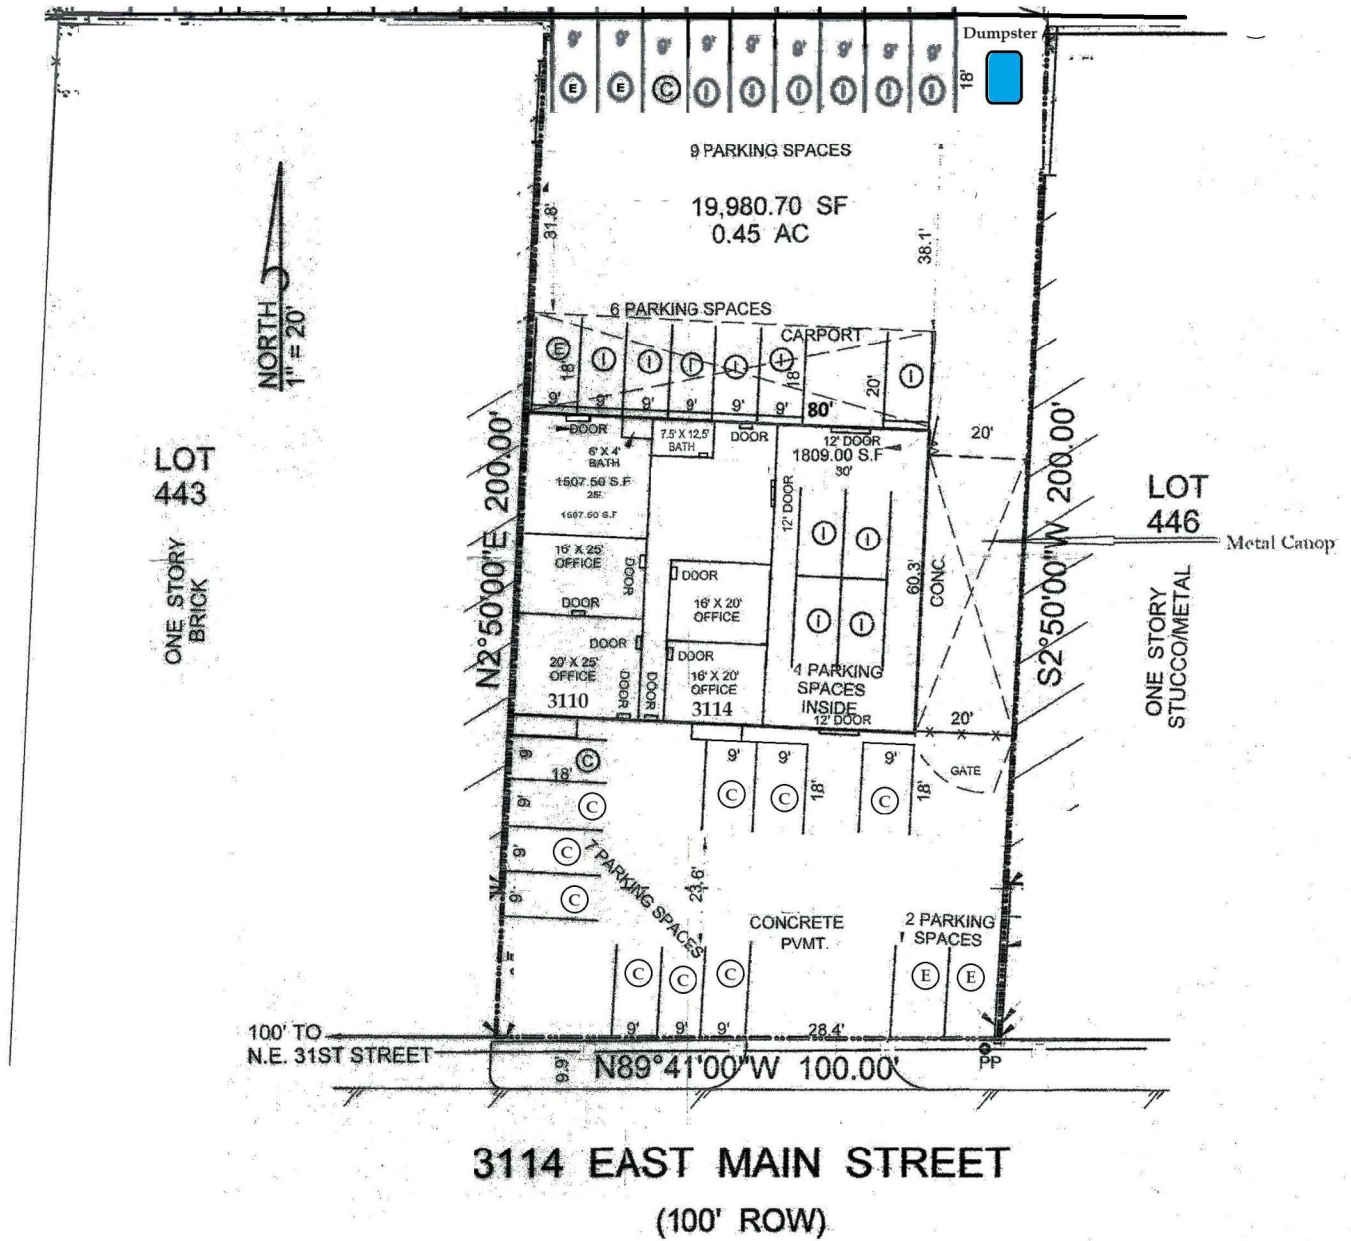 Dumpster
9' 9' 9' 9' 9' 9' 9' 9' 9'
18'
E E C I I I I I I
9 PARKING SPACES
19,980.70 SF
0.45 AC
31.8'
38.1'
NORTH
1" = 20'
6 PARKING SPACES
CARPORT
E I I I I I I
18' 18' 20'
9' 9' 9' 9' 9' 9' 80'
20'
DOOR
7.5' X 12.5'
BATH
DOOR
12' DOOR
6' X 4'
BATH
1809.00 S.F
30'
1507.50 S.F
25'
12' DOOR
N2°50'00"E 200.00'
S2°50'00"W 200.00'
LOT
443
ONE STORY
BRICK
LOT
446
ONE STORY
STUCCO/METAL
Metal Canop
I I
I I
16' X 25'
OFFICE
DOOR
DOOR
DOOR
16' X 20'
OFFICE
60.3'
CONC.
DOOR
DOOR
20' X 25'
OFFICE
3110
DOOR
DOOR
16' X 20'
OFFICE
3114
4 PARKING
SPACES
INSIDE
12' DOOR
20'
X X X
GATE
9' 18' C
9' C
9' C
9' C
9' 9' 9'
C C C
18' 18'
7 PARKING SPACES
23.6'
CONCRETE
PVMT.
2 PARKING
SPACES
C C C E E
9' 9' 9' 28.4'
100' TO
N.E. 31ST STREET
9.9'
N89°41'00"W 100.00'
PP
3114 EAST MAIN STREET
(100' ROW)